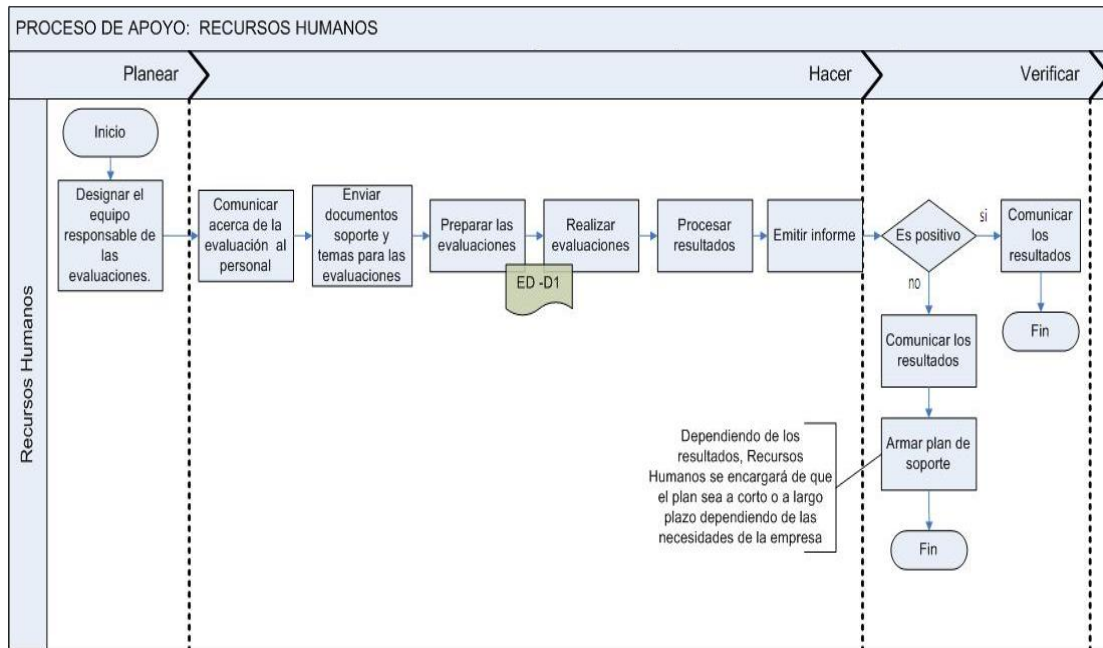 PROCESO DE APOYO: RECURSOS HUMANOS
Planear
Hacer
Verificar
Recursos Humanos
Inicio
Designar el
equipo
responsable de
las
evaluaciones.
Comunicar
acerca de la
evaluación al
personal
Enviar
documentos
soporte y
temas para las
evaluaciones
Preparar las
evaluaciones
ED -D1
Realizar
evaluaciones
Procesar
resultados
Emitir informe
Es positivo
si
Comunicar
los
resultados
Fin
no
Comunicar los
resultados
Armar plan de
soporte
Dependiendo de los
resultados, Recursos
Humanos se encargará de que
el plan sea a corto o a largo
plazo dependiendo de las
necesidades de la empresa
Fin